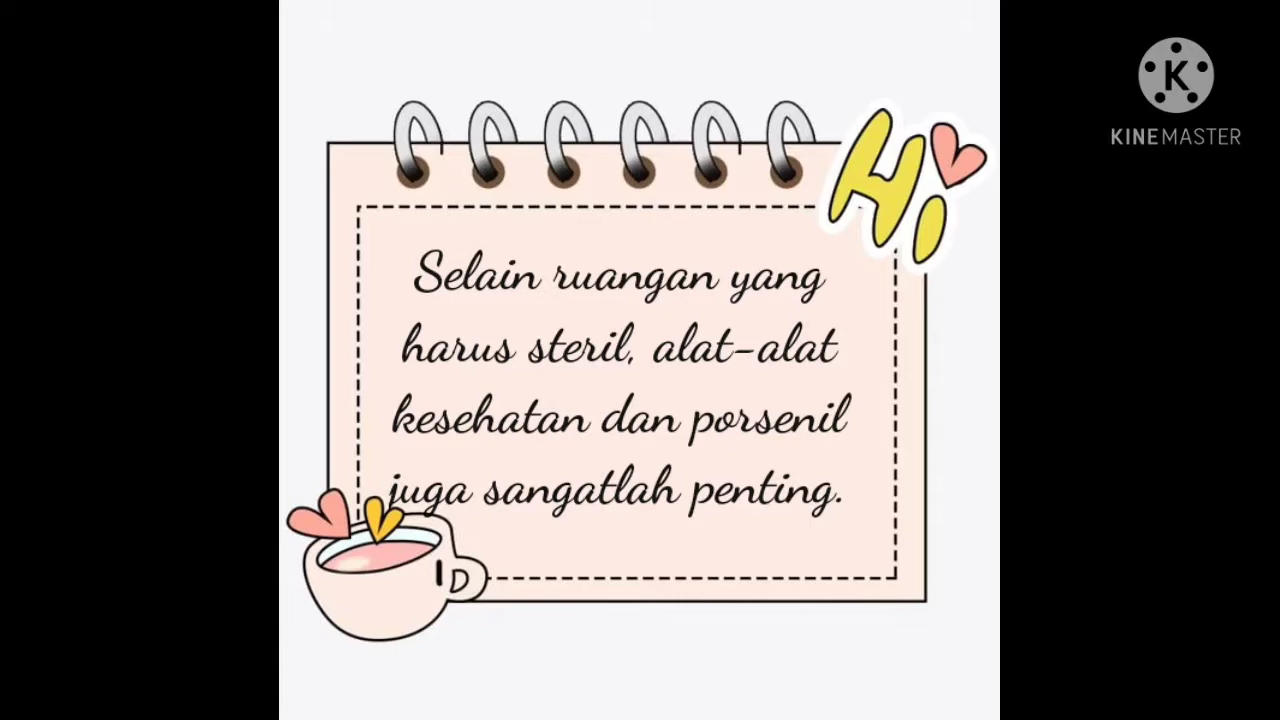 Hi
Selain ruangan yang
harus steril, alat-alat
kesehatan dan porsenil
juga sangatlah penting.
K
KINEMASTER